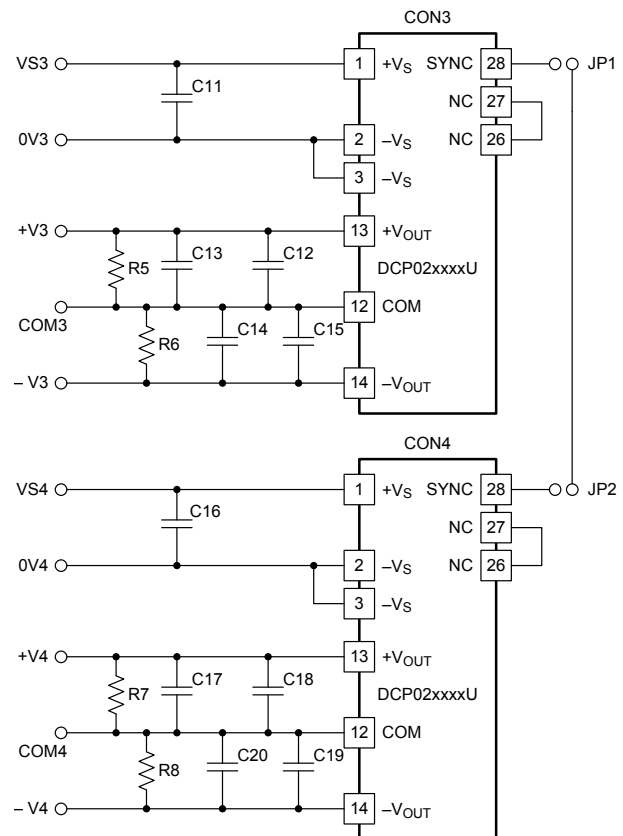 CON3
VS3 1 +VS SYNC 28 JP1
C11
NC 27
0V3 2 –VS NC 26
3 –VS
+V3 13 +VOUT
R5 C13 C12
DCP02xxxxU
COM3 12 COM
R6 C14 C15
– V3 14 –VOUT
CON4
VS4 1 +VS SYNC 28 JP2
C16
NC 27
0V4 2 –VS NC 26
3 –VS
+V4 13 +VOUT
R7 C17 C18
DCP02xxxxU
COM4 12 COM
R8 C20 C19
– V4 14 –VOUT